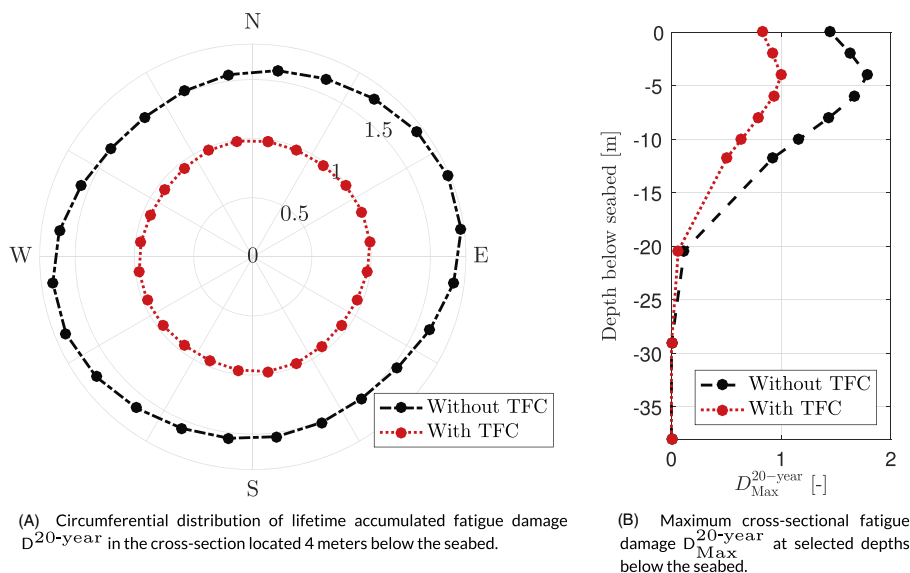 N
1.5
1
0.5
W
0
E
S
Without TFC
With TFC
(A) Circumferential distribution of lifetime accumulated fatigue damage
D20-year in the cross-section located 4 meters below the seabed.
0
-5
-10
-15
-20
-25
-30
-35
Depth below seabed [m]
Without TFC
With TFC
0 1 2
D20−year Max [-]
(B) Maximum cross-sectional fatigue
damage D20-year Max at selected depths
below the seabed.